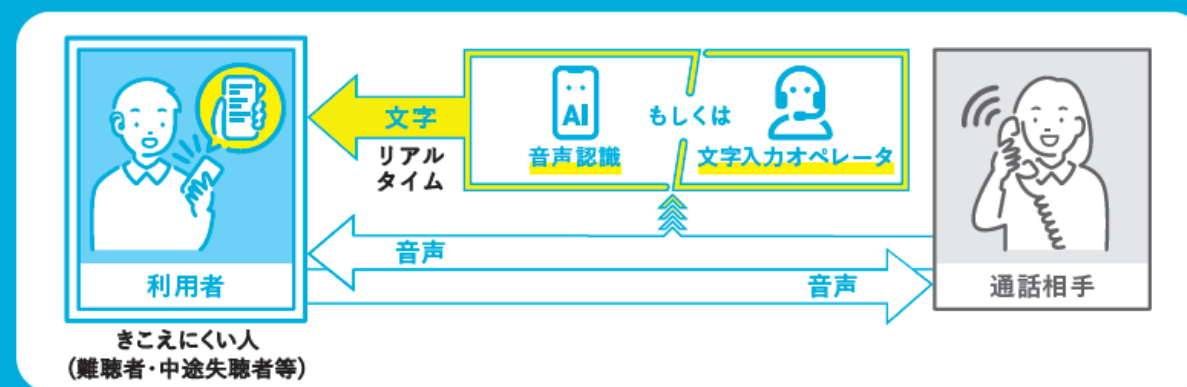 AI
音声認識
もしくは
文字入力オペレータ
文字
リアル
タイム
音声
音声
利用者
通話相手
きこえにくい人
(難聴者・中途失聴者等)